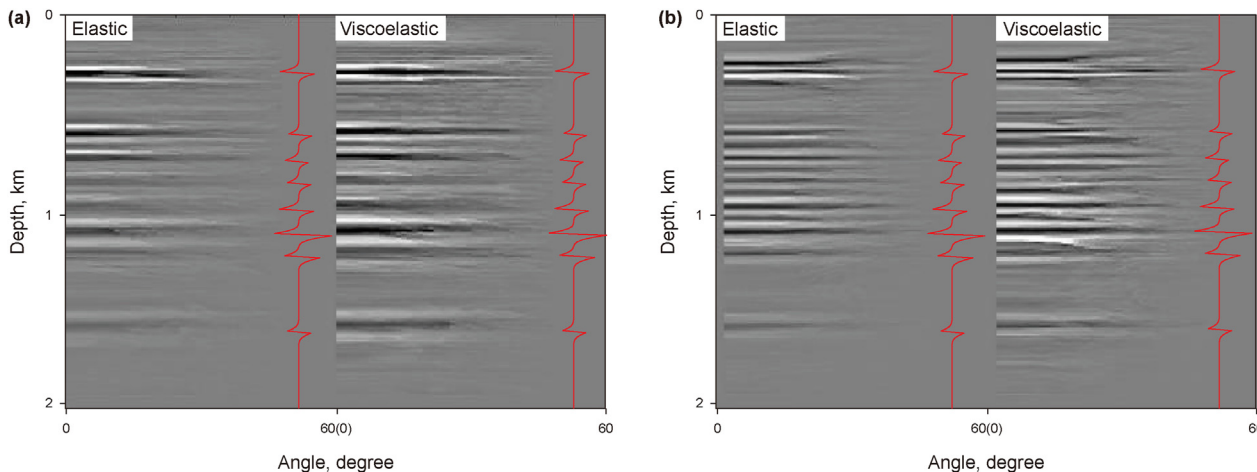 (a)
(b)
0
Elastic
Viscoelastic
0
Elastic
Viscoelastic
Depth, km
1
Depth, km
1
2
2
0
60(0)
60
0
60(0)
60
Angle, degree
Angle, degree